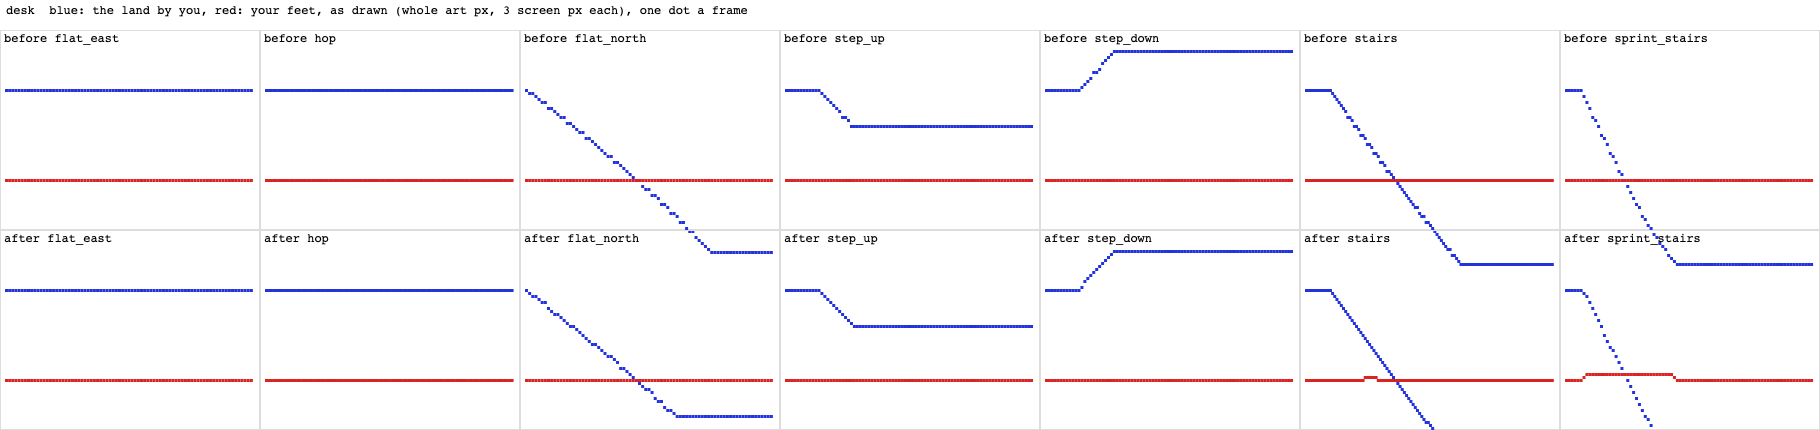 desk  blue: the land by you, red: your feet, as drawn (whole art px, 3 screen px each), one dot a frame
before flat_east
before hop
before flat_north
before step_up
before step_down
before stairs
before sprint_stairs
after flat_east
after hop
after flat_north
after step_up
after step_down
after stairs
after sprint_stairs